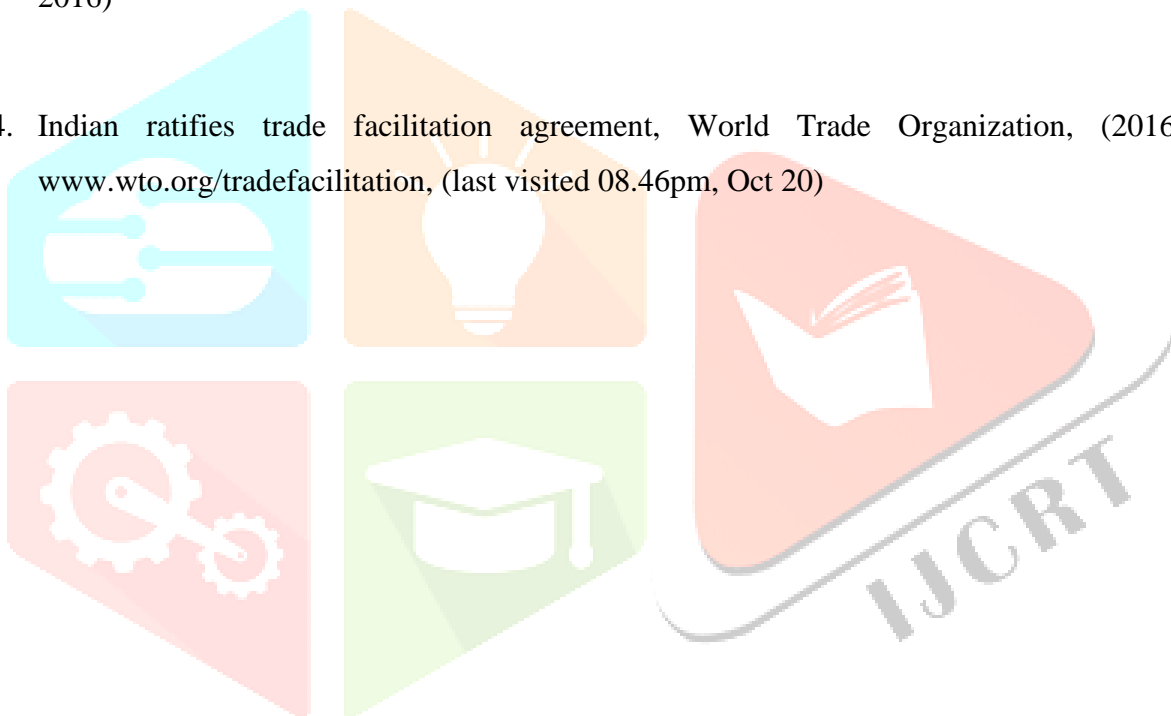 2016)
4. Indian ratifies trade facilitation agreement, World Trade Organization, (2016
www.wto.org/tradefacilitation, (last visited 08.46pm, Oct 20)
IJCRT